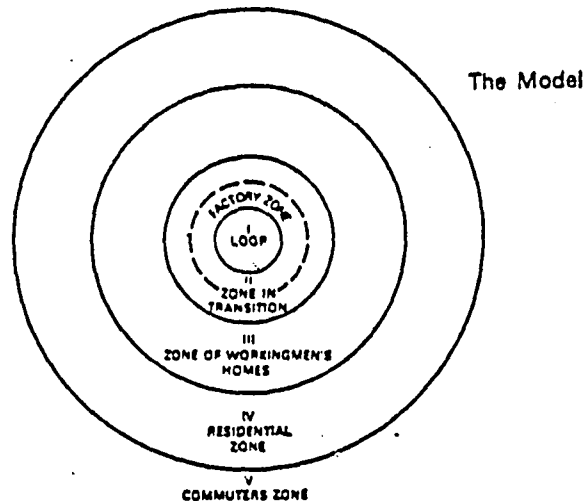 The Model
FACTORY ZONE
I
LOOP
II
ZONE IN
TRANSITION
III
ZONE OF WORKINGMEN'S
HOMES
IV
RESIDENTIAL
ZONE
V
COMMUTERS ZONE